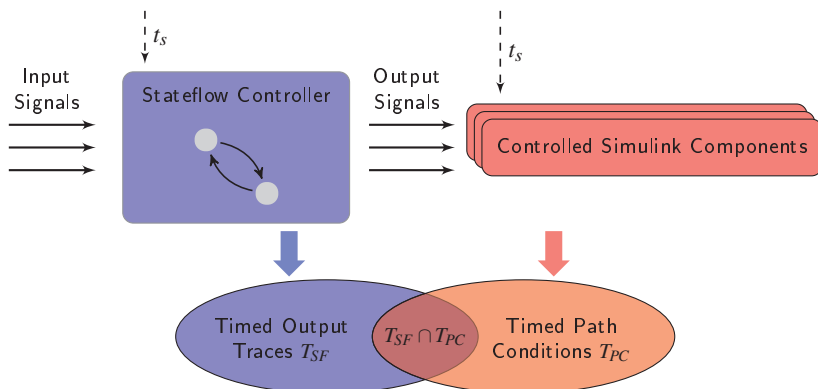 t_s
t_s
Input
Signals
Stateflow Controller
Output
Signals
Controlled Simulink Components
Timed Output
Traces T_SF
T_SF ∩ T_PC
Timed Path
Conditions T_PC